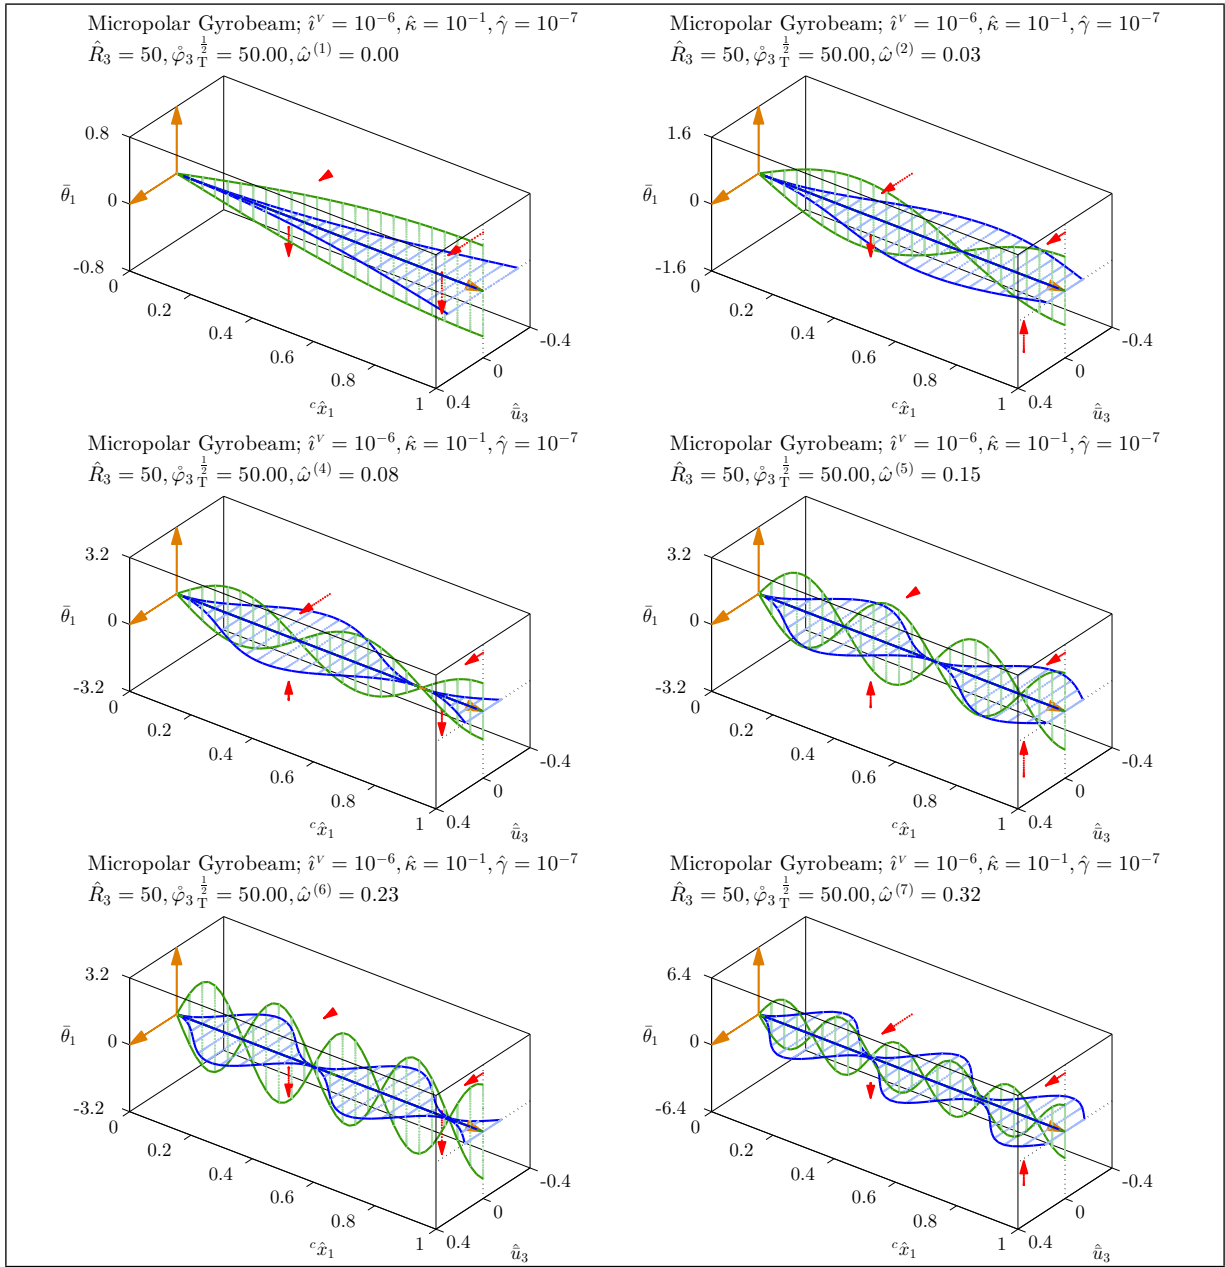 Micropolar Gyrobeam; î^V = 10^−6, κ̂ = 10^−1, γ̂ = 10^−7
R̂_3 = 50, φ̊_3 _T^{1/2} = 50.00, ω̂^(1) = 0.00
0.8
θ̄_1
0
-0.8
0
0.2
0.4
0.6
0.8
1
^c x̂_1
0.4
0
-0.4
ū̂_3
Micropolar Gyrobeam; î^V = 10^−6, κ̂ = 10^−1, γ̂ = 10^−7
R̂_3 = 50, φ̊_3 _T^{1/2} = 50.00, ω̂^(2) = 0.03
1.6
θ̄_1
0
-1.6
0
0.2
0.4
0.6
0.8
1
^c x̂_1
0.4
0
-0.4
ū̂_3
Micropolar Gyrobeam; î^V = 10^−6, κ̂ = 10^−1, γ̂ = 10^−7
R̂_3 = 50, φ̊_3 _T^{1/2} = 50.00, ω̂^(4) = 0.08
3.2
θ̄_1
0
-3.2
0
0.2
0.4
0.6
0.8
1
^c x̂_1
0.4
0
-0.4
ū̂_3
Micropolar Gyrobeam; î^V = 10^−6, κ̂ = 10^−1, γ̂ = 10^−7
R̂_3 = 50, φ̊_3 _T^{1/2} = 50.00, ω̂^(5) = 0.15
3.2
θ̄_1
0
-3.2
0
0.2
0.4
0.6
0.8
1
^c x̂_1
0.4
0
-0.4
ū̂_3
Micropolar Gyrobeam; î^V = 10^−6, κ̂ = 10^−1, γ̂ = 10^−7
R̂_3 = 50, φ̊_3 _T^{1/2} = 50.00, ω̂^(6) = 0.23
3.2
θ̄_1
0
-3.2
0
0.2
0.4
0.6
0.8
1
^c x̂_1
0.4
0
-0.4
ū̂_3
Micropolar Gyrobeam; î^V = 10^−6, κ̂ = 10^−1, γ̂ = 10^−7
R̂_3 = 50, φ̊_3 _T^{1/2} = 50.00, ω̂^(7) = 0.32
6.4
θ̄_1
0
-6.4
0
0.2
0.4
0.6
0.8
1
^c x̂_1
0.4
0
-0.4
ū̂_3